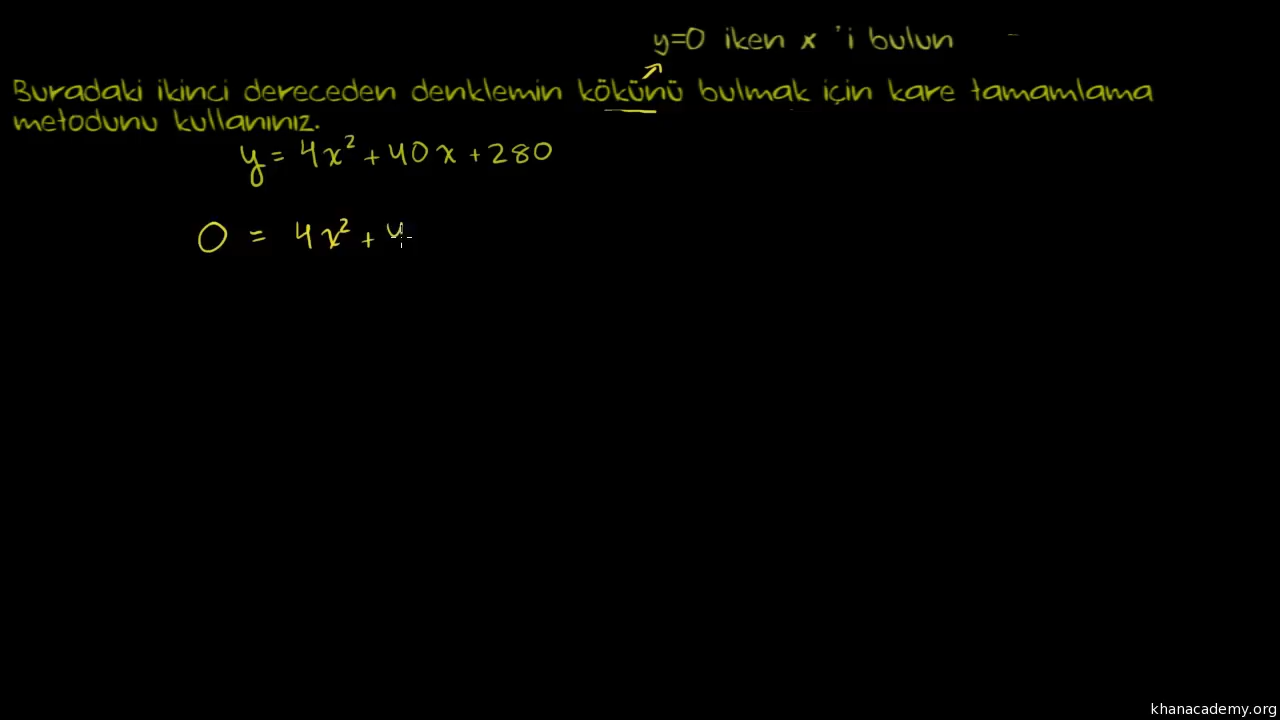 y=0 iken x 'i bulun
Buradaki ikinci dereceden denklemin kökünü bulmak için kare tamamlama
metodunu kullanınız.
y = 4x² + 40x + 280
0 = 4x² + 4
khanacademy.org